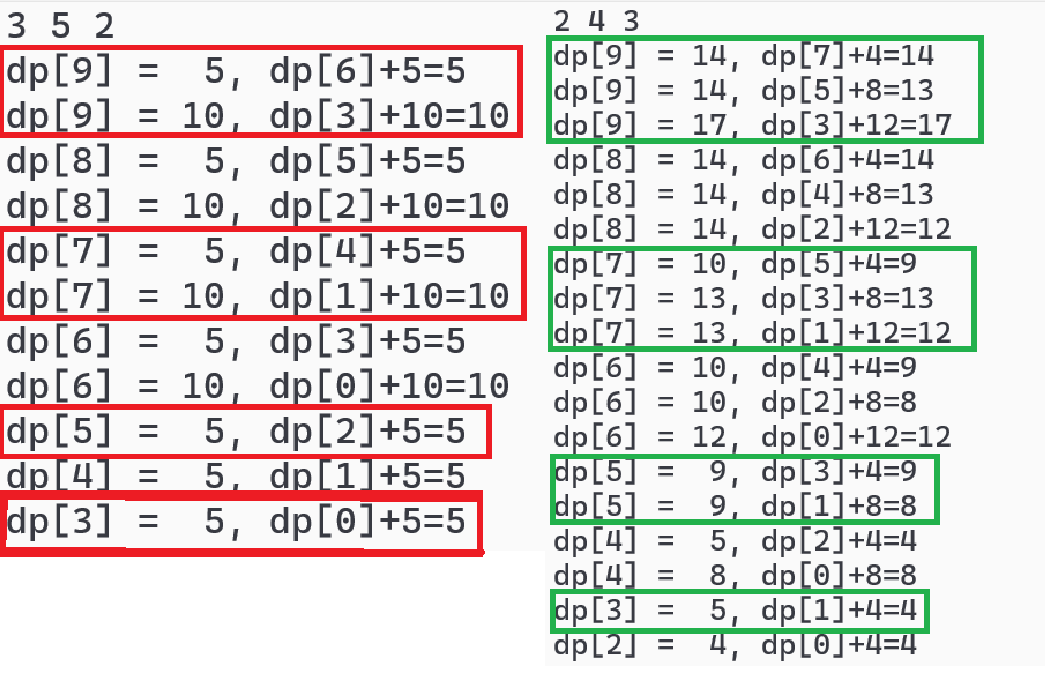 3 5 2
dp[9] =  5, dp[6]+5=5
dp[9] = 10, dp[3]+10=10
dp[8] =  5, dp[5]+5=5
dp[8] = 10, dp[2]+10=10
dp[7] =  5, dp[4]+5=5
dp[7] = 10, dp[1]+10=10
dp[6] =  5, dp[3]+5=5
dp[6] = 10, dp[0]+10=10
dp[5] =  5, dp[2]+5=5
dp[4] =  5, dp[1]+5=5
dp[3] =  5, dp[0]+5=5
2 4 3
dp[9] = 14, dp[7]+4=14
dp[9] = 14, dp[5]+8=13
dp[9] = 17, dp[3]+12=17
dp[8] = 14, dp[6]+4=14
dp[8] = 14, dp[4]+8=13
dp[8] = 14, dp[2]+12=12
dp[7] = 10, dp[5]+4=9
dp[7] = 13, dp[3]+8=13
dp[7] = 13, dp[1]+12=12
dp[6] = 10, dp[4]+4=9
dp[6] = 10, dp[2]+8=8
dp[6] = 12, dp[0]+12=12
dp[5] =  9, dp[3]+4=9
dp[5] =  9, dp[1]+8=8
dp[4] =  5, dp[2]+4=4
dp[4] =  8, dp[0]+8=8
dp[3] =  5, dp[1]+4=4
dp[2] =  4, dp[0]+4=4